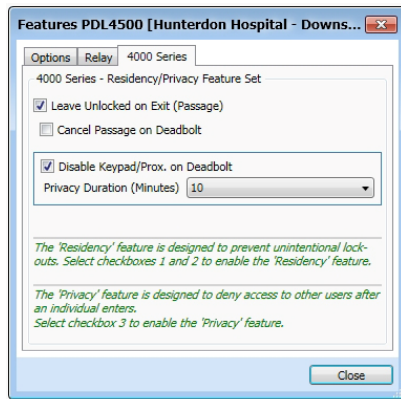 Features PDL4500 [Hunterdon Hospital - Downs...
Options Relay 4000 Series
4000 Series - Residency/Privacy Feature Set
Leave Unlocked on Exit (Passage)
Cancel Passage on Deadbolt
Disable Keypad/Prox. on Deadbolt
Privacy Duration (Minutes) 10
The 'Residency' feature is designed to prevent unintentional lock-
outs. Select checkboxes 1 and 2 to enable the 'Residency' feature.
The 'Privacy' feature is designed to deny access to other users after
an individual enters.
Select checkbox 3 to enable the 'Privacy' feature.
Close